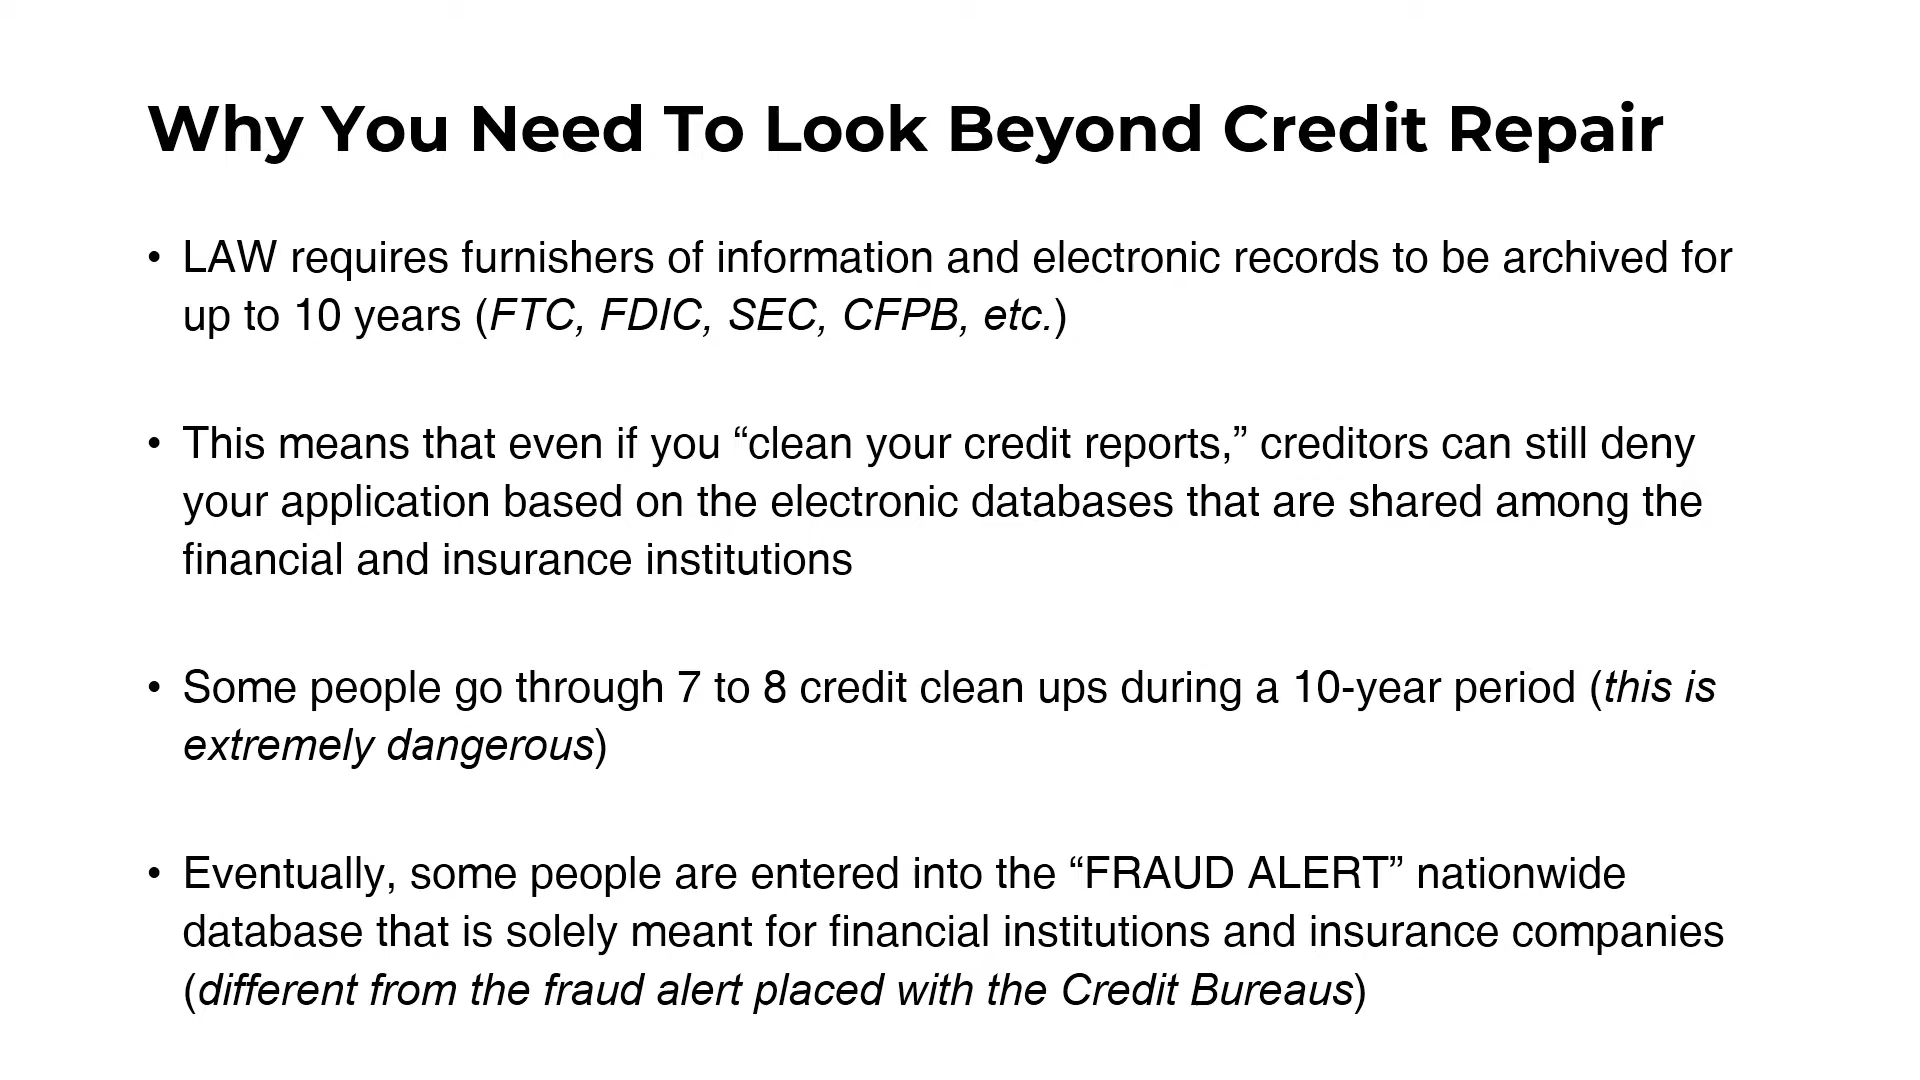 Why You Need To Look Beyond Credit Repair
• LAW requires furnishers of information and electronic records to be archived for
up to 10 years (FTC, FDIC, SEC, CFPB, etc.)
• This means that even if you “clean your credit reports,” creditors can still deny
your application based on the electronic databases that are shared among the
financial and insurance institutions
• Some people go through 7 to 8 credit clean ups during a 10-year period (this is
extremely dangerous)
• Eventually, some people are entered into the “FRAUD ALERT” nationwide
database that is solely meant for financial institutions and insurance companies
(different from the fraud alert placed with the Credit Bureaus)